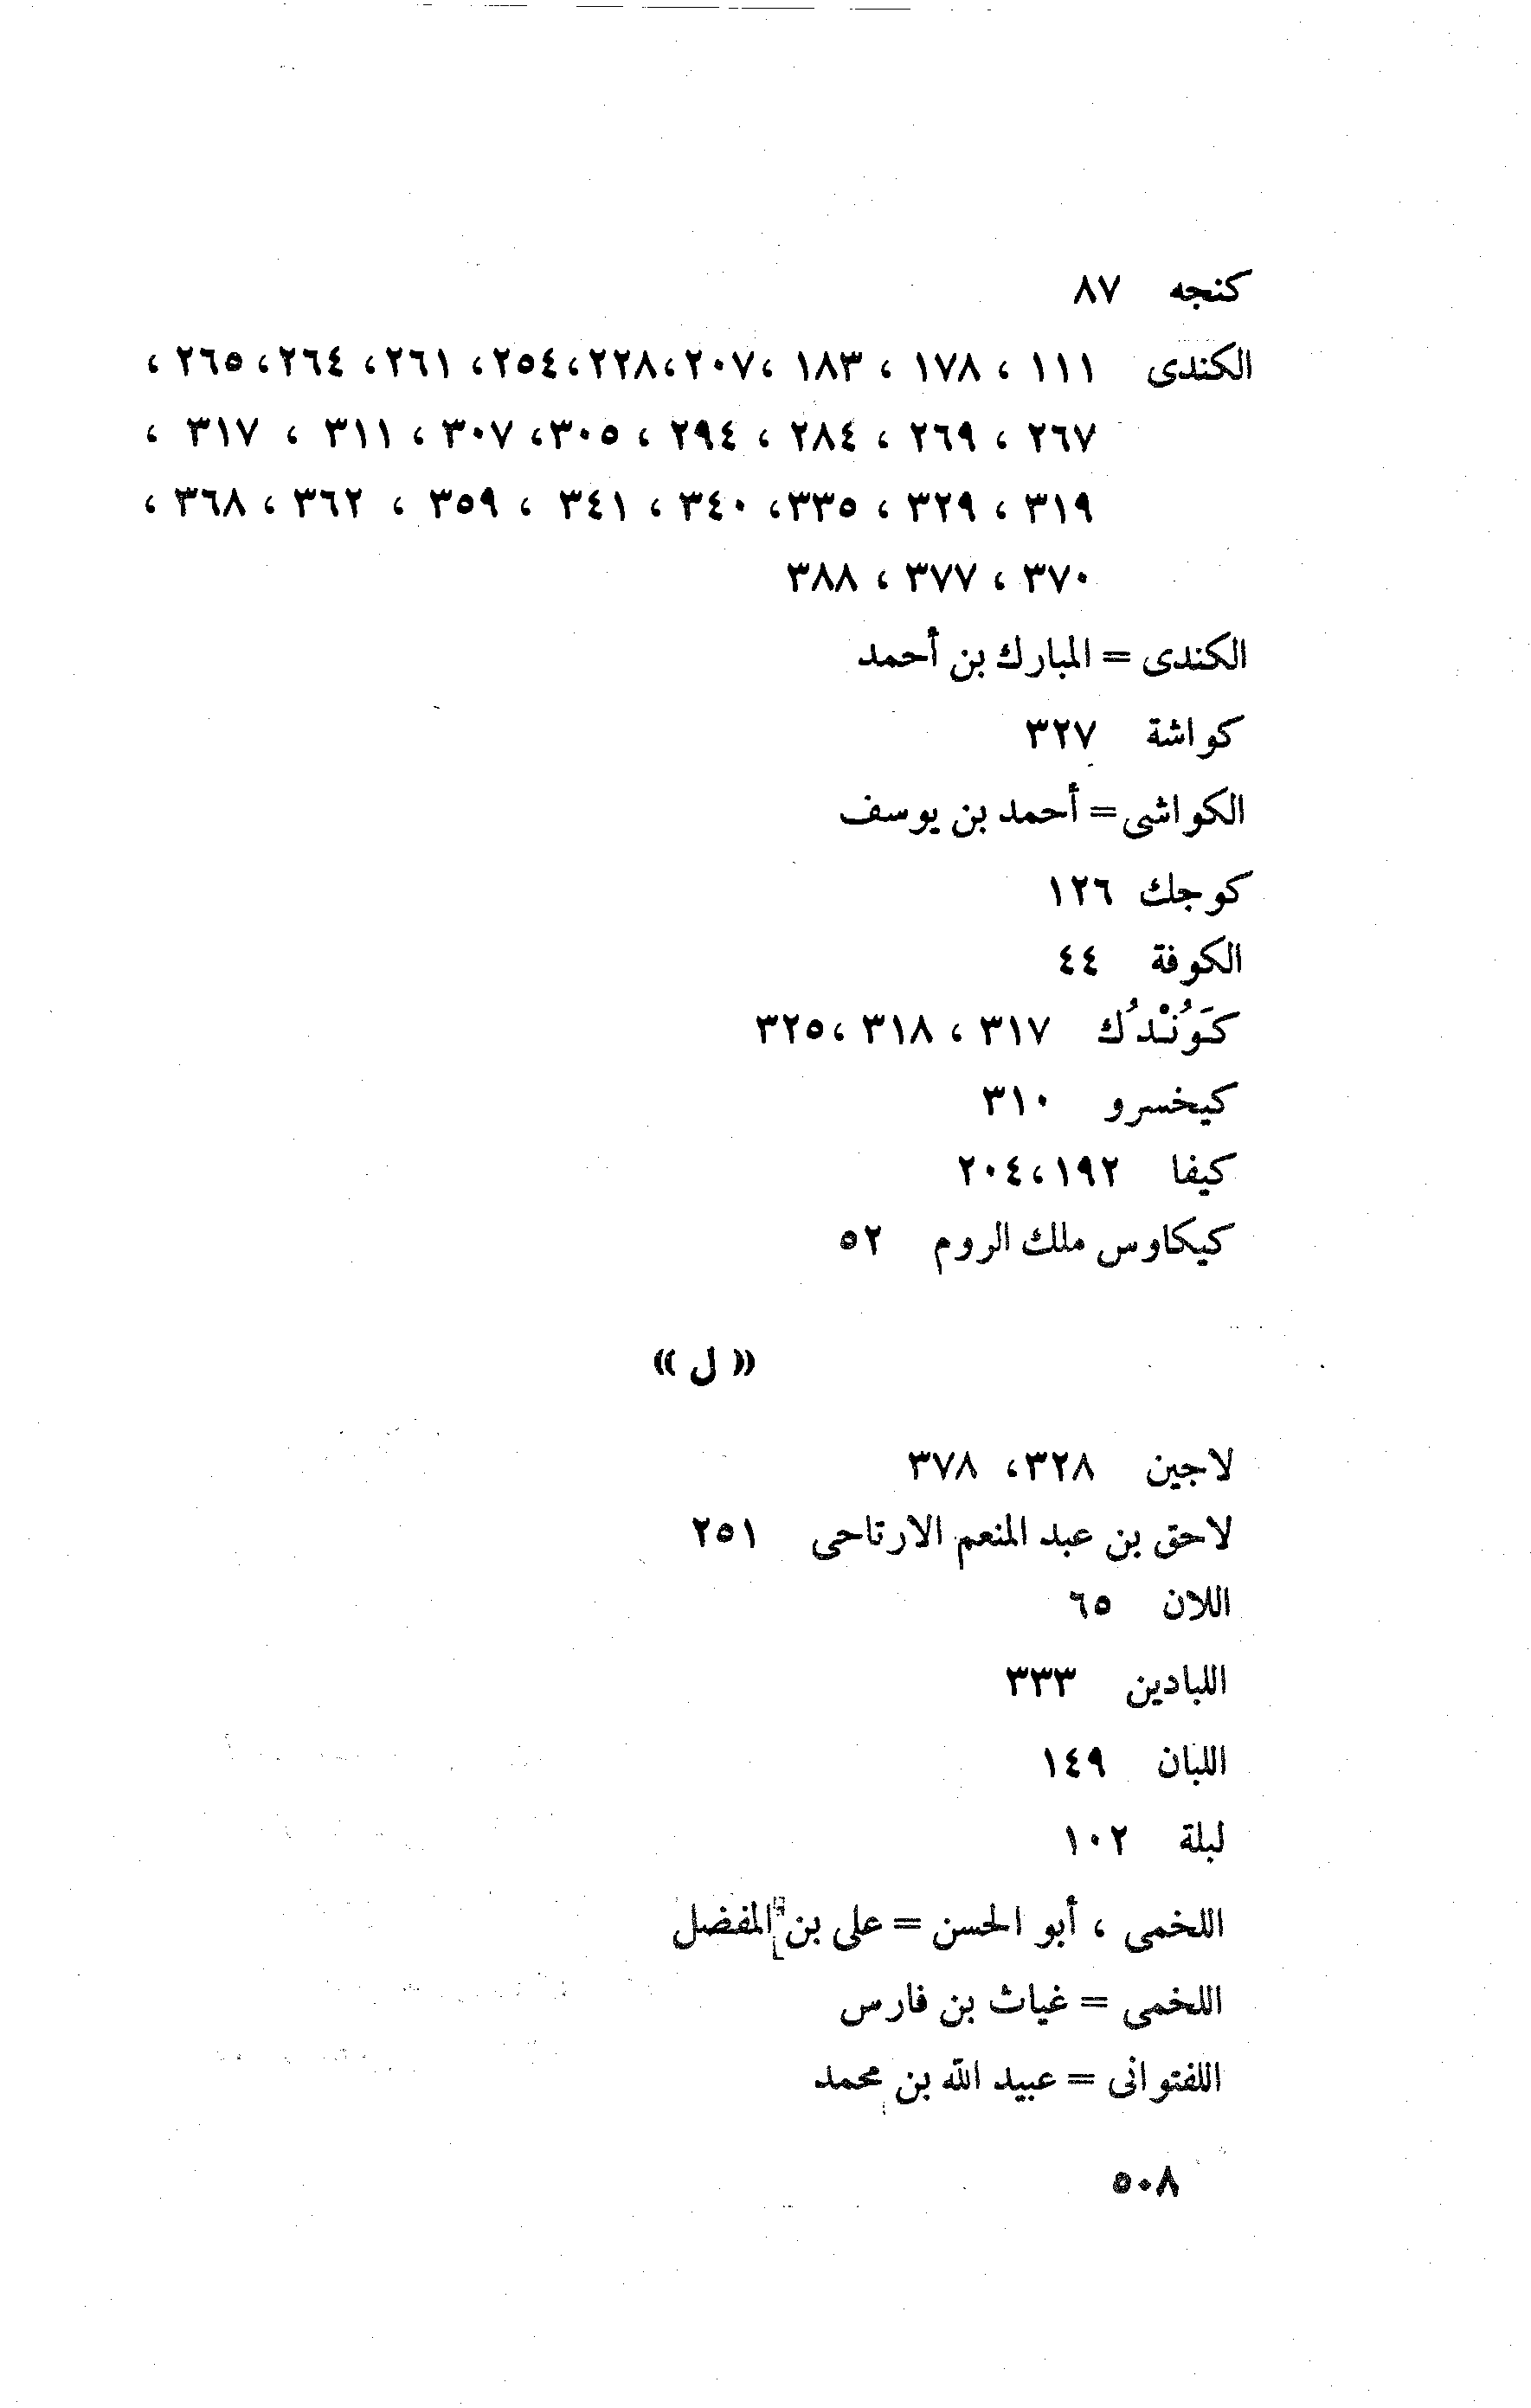 كنجه ٨٧
الكندى ١١١ ، ١٧٨ ، ١٨٣ ،٢٠٧،٢٢٨،٢٥٤، ٢٦١ ،٢٦٤ ،٢٦٥ ،
٢٦٧ ، ٢٦٩ ، ٢٨٤ ، ٢٩٤ ، ٣٠٥، ٣٠٧ ، ٣١١ ، ٣١٧ ،
٣١٩ ، ٣٢٩ ، ٣٣٥، ٣٤٠ ، ٣٤١ ، ٣٥٩ ، ٣٦٢ ، ٣٦٨ ،
٣٧٠ ، ٣٧٧ ، ٣٨٨
الكندى = المبارك بن أحمد
كواشة ٣٢٧
الكواشى = أحمد بن يوسف
كوجك ١٢٦
الكوفة ٤٤
كَوُنْدُك ٣١٧ ، ٣١٨ ،٣٢٥
كيخسرو ٣١٠
كيفا ١٩٢ ،٢٠٤
كيكاوس ملك الروم ٥٢
« ل »
لاجين ٣٢٨، ٣٧٨
لاحق بن عبد المنعم الارتاحى ٢٥١
اللان ٦٥
اللبادين ٣٣٣
اللبان ١٤٩
لبلة ١٠٢
اللخمى ، أبو الحسن = على بن المفضل
اللخمى = غياث بن فارس
اللفتوانى = عبيد الله بن محمد
٥٠٨